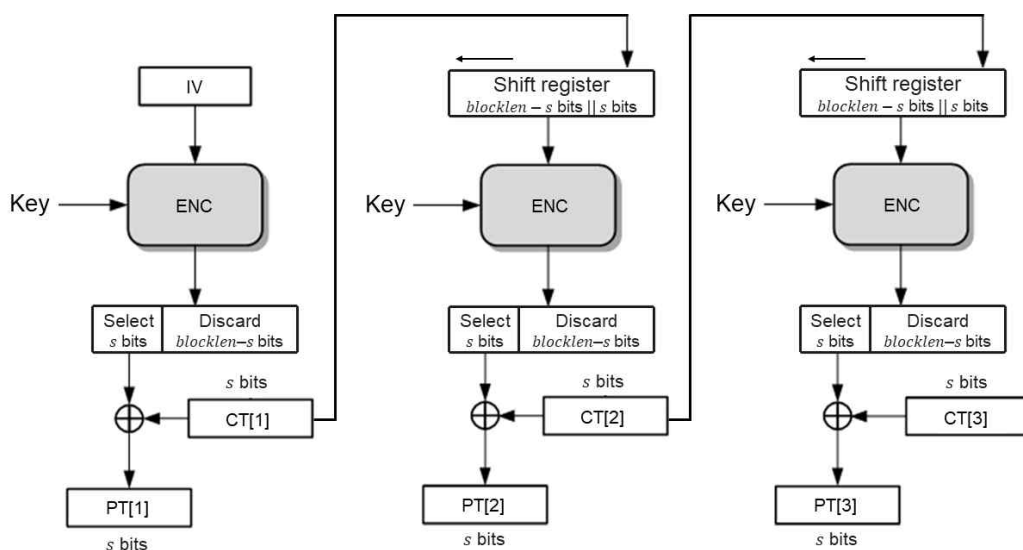 IV
Key
ENC
Select
s bits
Discard
blocklen–s bits
s bits
CT[1]
PT[1]
s bits
Shift register
blocklen – s bits || s bits
Key
ENC
Select
s bits
Discard
blocklen–s bits
s bits
CT[2]
PT[2]
s bits
Shift register
blocklen – s bits || s bits
Key
ENC
Select
s bits
Discard
blocklen–s bits
s bits
CT[3]
PT[3]
s bits